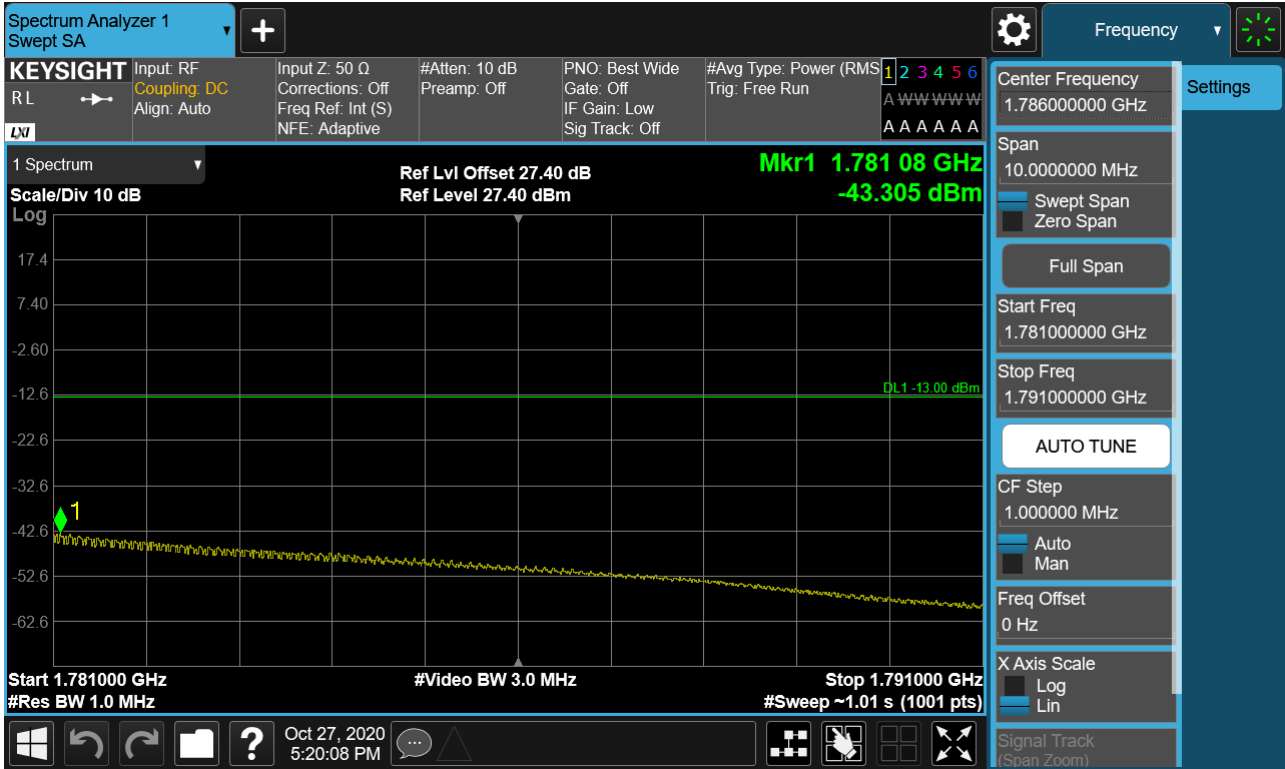 Spectrum Analyzer 1
Swept SA
Frequency
KEYSIGHT
R L
LXI
Input: RF
Coupling: DC
Align: Auto
Input Z: 50 Ω
Corrections: Off
Freq Ref: Int (S)
NFE: Adaptive
#Atten: 10 dB
Preamp: Off
PNO: Best Wide
Gate: Off
IF Gain: Low
Sig Track: Off
#Avg Type: Power (RMS
Trig: Free Run
1 2 3 4 5 6
A W W W W W
A A A A A A
1 Spectrum
Scale/Div 10 dB
Log
Ref Lvl Offset 27.40 dB
Ref Level 27.40 dBm
Mkr1 1.781 08 GHz
-43.305 dBm
17.4
7.40
-2.60
-12.6
DL1 -13.00 dBm
-22.6
-32.6
1
-42.6
-52.6
-62.6
Start 1.781000 GHz
#Video BW 3.0 MHz
Stop 1.791000 GHz
#Res BW 1.0 MHz
#Sweep ~1.01 s (1001 pts)
Oct 27, 2020
5:20:08 PM
Center Frequency
1.786000000 GHz
Settings
Span
10.0000000 MHz
Swept Span
Zero Span
Full Span
Start Freq
1.781000000 GHz
Stop Freq
1.791000000 GHz
AUTO TUNE
CF Step
1.000000 MHz
Auto
Man
Freq Offset
0 Hz
X Axis Scale
Log
Lin
Signal Track
(Span Zoom)